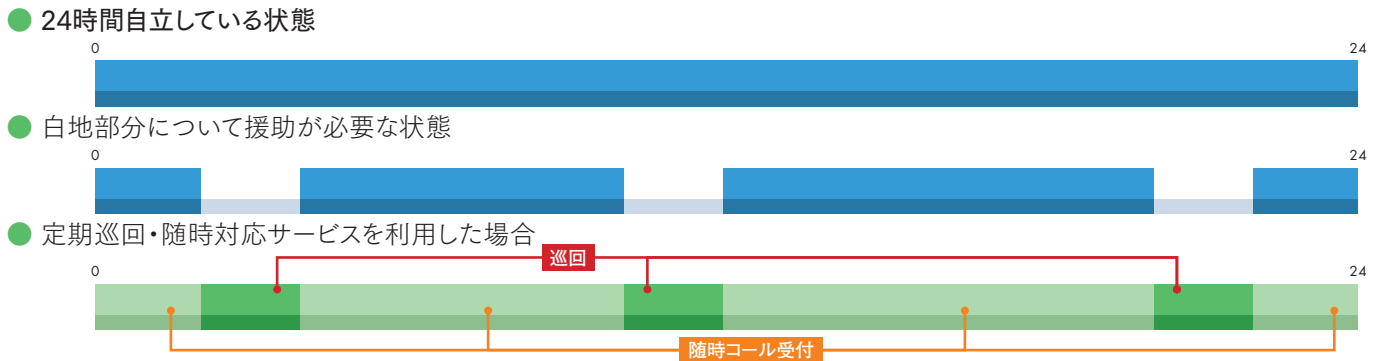 24時間自立している状態
0 24
白地部分について援助が必要な状態
0 24
定期巡回・随時対応サービスを利用した場合
巡回
0 24
随時コール受付